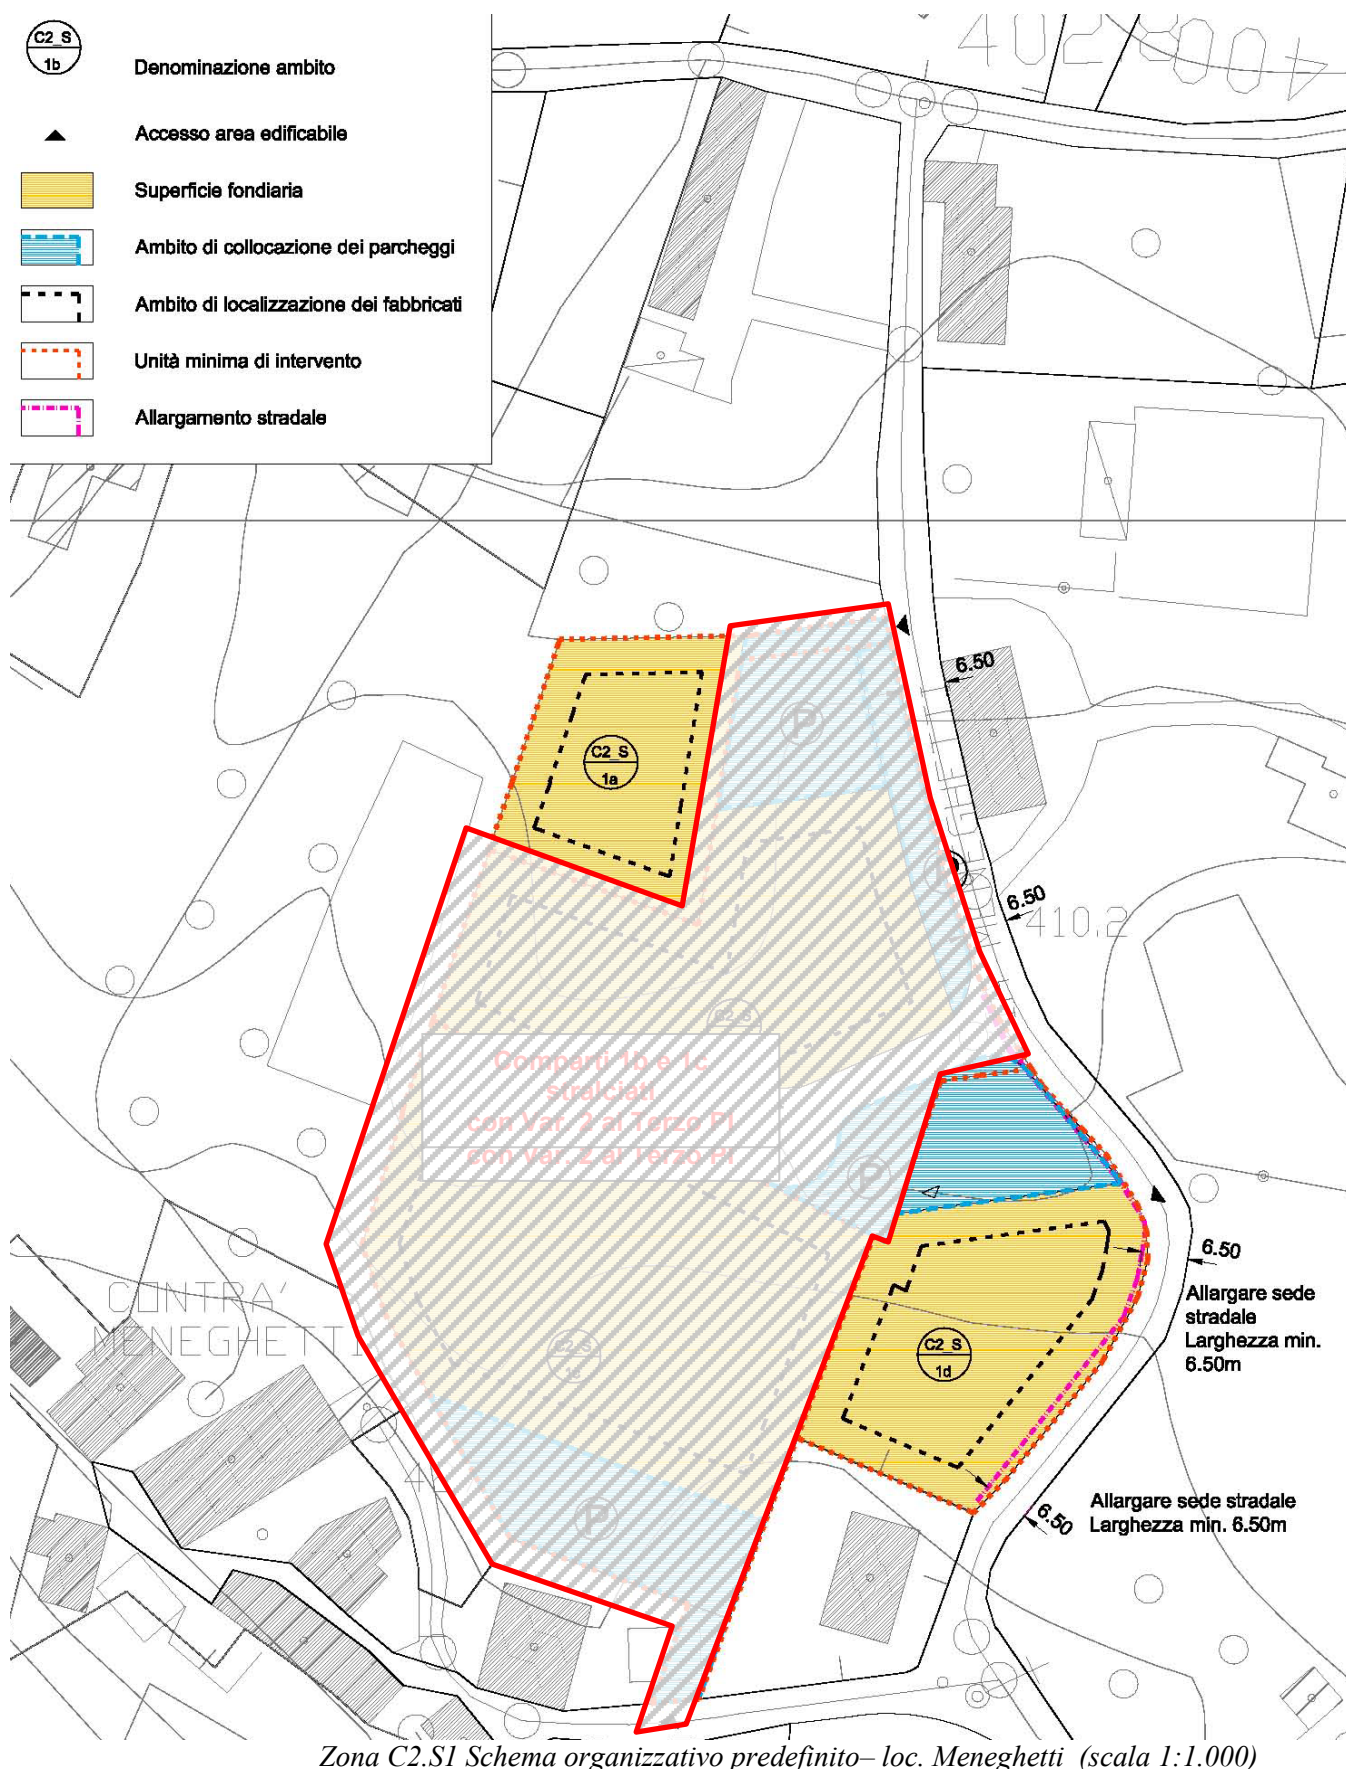 C2_S
1b
Denominazione ambito
Accesso area edificabile
Superficie fondiaria
Ambito di collocazione dei parcheggi
Ambito di localizzazione dei fabbricati
Unità minima di intervento
Allargamento stradale
6.50
P
C2_S
1a
6.50
410.2
C2_S
Comparti 1b e 1c
stralciati
con Var. 2 al Terzo PI
con Var. 2 al Terzo PI
P
6.50
Allargare sede
stradale
Larghezza min.
6.50m
CONTRA'
MENEGHETTI
C2_S
1d
P
6.50
Allargare sede stradale
Larghezza min. 6.50m
Zona C2.S1 Schema organizzativo predefinito– loc. Meneghetti (scala 1:1.000)